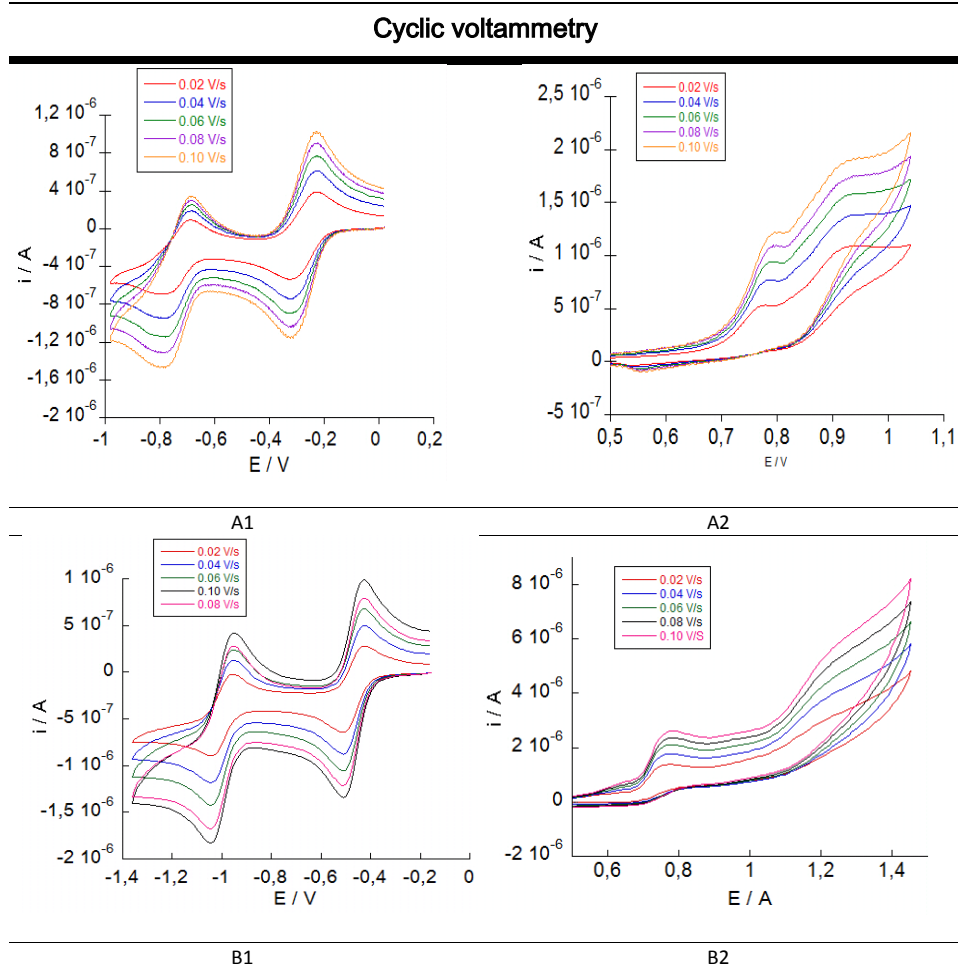 Cyclic voltammetry
0.02 V/s
0.04 V/s
0.06 V/s
0.08 V/s
0.10 V/s
1,2 10⁻⁶
8 10⁻⁷
4 10⁻⁷
0
-4 10⁻⁷
-8 10⁻⁷
-1,2 10⁻⁶
-1,6 10⁻⁶
-2 10⁻⁶
i / A
-1 -0,8 -0,6 -0,4 -0,2 0 0,2
E / V
0.02 V/s
0.04 V/s
0.06 V/s
0.08 V/s
0.10 V/s
2,5 10⁻⁶
2 10⁻⁶
1,5 10⁻⁶
1 10⁻⁶
5 10⁻⁷
0
-5 10⁻⁷
i / A
0,5 0,6 0,7 0,8 0,9 1 1,1
E / V
A1 A2
0.02 V/s
0.04 V/s
0.06 V/s
0.10 V/s
0.08 V/s
1 10⁻⁶
5 10⁻⁷
0
-5 10⁻⁷
-1 10⁻⁶
-1,5 10⁻⁶
-2 10⁻⁶
i / A
-1,4 -1,2 -1 -0,8 -0,6 -0,4 -0,2 0
E / V
0.02 V/s
0.04 V/s
0.06 V/s
0.08 V/s
0.10 V/S
8 10⁻⁶
6 10⁻⁶
4 10⁻⁶
2 10⁻⁶
0
-2 10⁻⁶
i / A
0,6 0,8 1 1,2 1,4
E / A
B1 B2